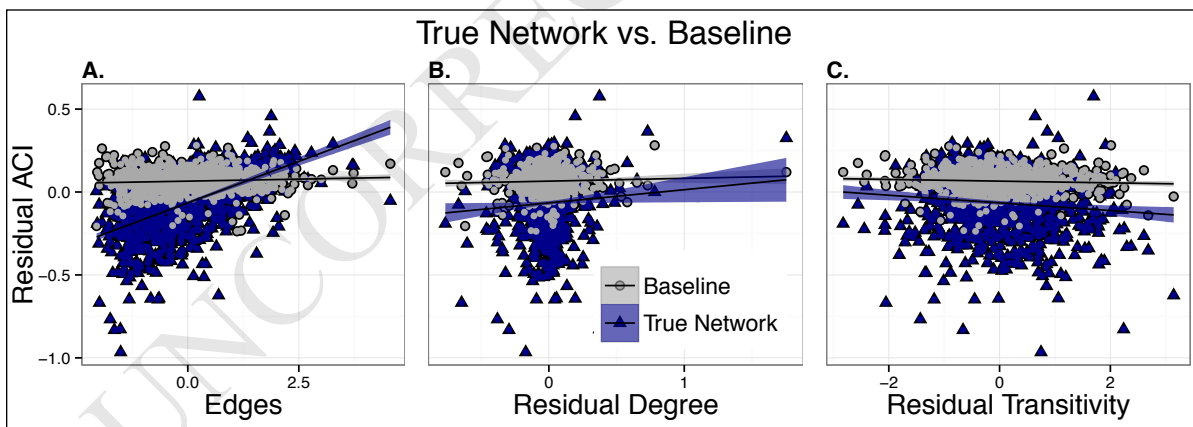 True Network vs. Baseline
A. B. C.
0.5
0.0
−0.5
−1.0
Residual ACI
Baseline
True Network
0.0 2.5 0 1 −2 0 2
Edges Residual Degree Residual Transitivity
UNCORREC